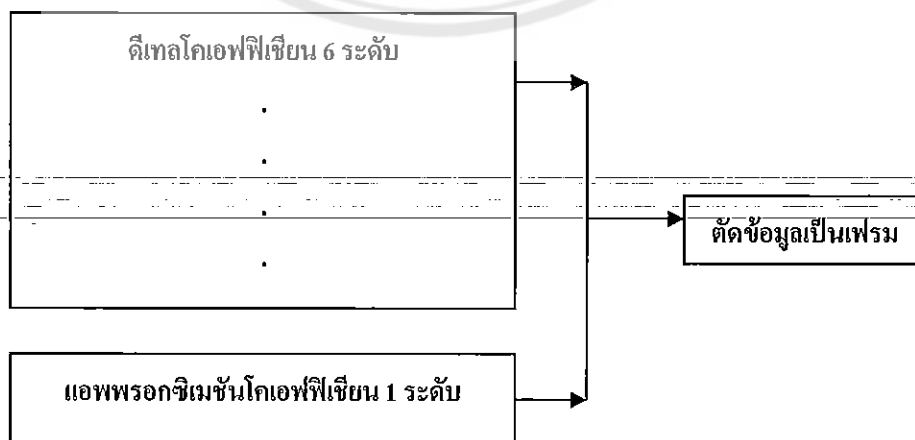 ดีเทลโคเอฟฟิเชียน 6 ระดับ
.
.
.
.
ตัดข้อมูลเป็นเฟรม
แอพพรอกซิเมชันโคเอฟฟิเชียน 1 ระดับ